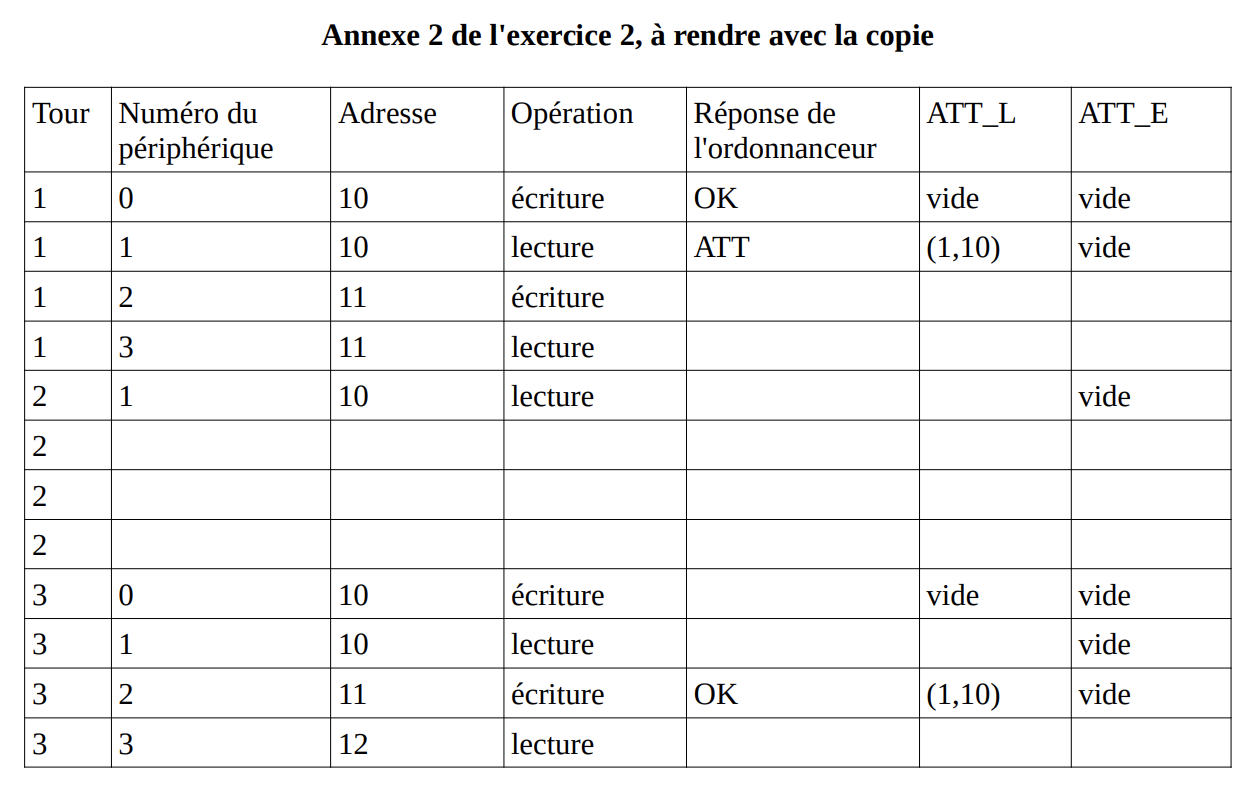 Annexe 2 de l'exercice 2, à rendre avec la copie
Tour Numéro du périphérique Adresse Opération Réponse de l'ordonnanceur ATT_L ATT_E
1 0 10 écriture OK vide vide
1 1 10 lecture ATT (1,10) vide
1 2 11 écriture
1 3 11 lecture
2 1 10 lecture vide
2
2
2
3 0 10 écriture vide vide
3 1 10 lecture vide
3 2 11 écriture OK (1,10) vide
3 3 12 lecture